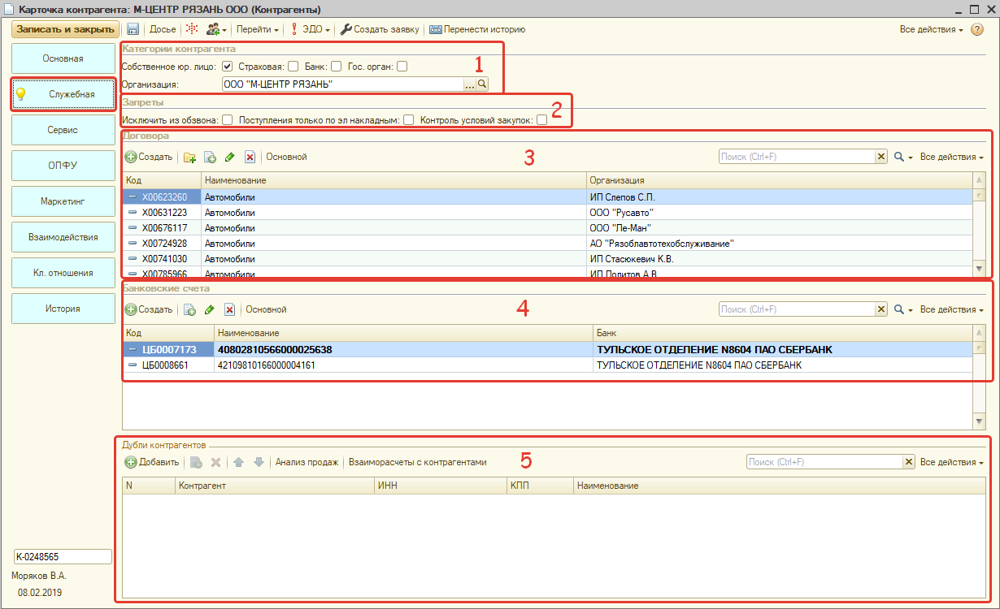 Карточка контрагента: М-ЦЕНТР РЯЗАНЬ ООО (Контрагенты)
Записать и закрыть Досье Перейти ЭДО Создать заявку Перенести историю Все действия ?
Основная
Служебная
Сервис
ОПФУ
Маркетинг
Взаимодействия
Кл. отношения
История
К-0248565
Моряков В.А.
08.02.2019
Категории контрагента
Собственное юр. лицо: Страховая: Банк: Гос. орган: 1
Организация: ООО "М-ЦЕНТР РЯЗАНЬ" ...
Запреты
Исключить из обзвона: Поступления только по эл накладным: Контроль условий закупок: 2
Договора
Создать Основной 3 Поиск (Ctrl+F) Все действия
Код Наименование Организация
Х00623260 Автомобили ИП Слепов С.П.
Х00631223 Автомобили ООО "Русавто"
Х00676117 Автомобили ООО "Ле-Ман"
Х00724928 Автомобили АО "Рязоблавтотехобслуживание"
Х00741030 Автомобили ИП Стасюкевич К.В.
Х00785966 Автомобили ИП Политов А.В.
Банковские счета
Создать Основной 4 Поиск (Ctrl+F) Все действия
Код Наименование Банк
ЦБ0007173 40802810566000025638 ТУЛЬСКОЕ ОТДЕЛЕНИЕ N8604 ПАО СБЕРБАНК
ЦБ0008661 42109810166000004161 ТУЛЬСКОЕ ОТДЕЛЕНИЕ N8604 ПАО СБЕРБАНК
Дубли контрагентов
Добавить Анализ продаж Взаиморасчеты с контрагентами 5 Поиск (Ctrl+F) Все действия
N Контрагент ИНН КПП Наименование